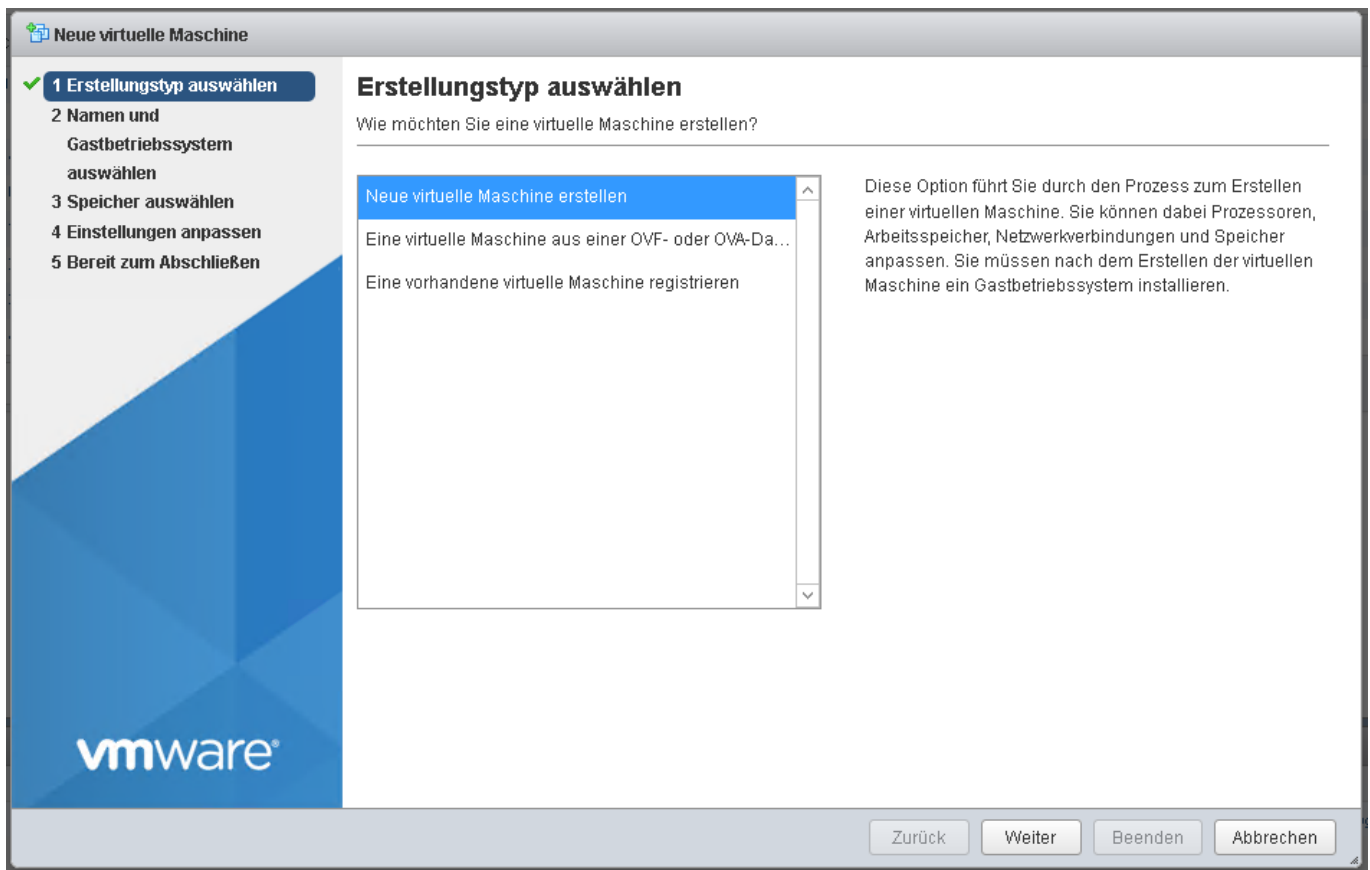 Neue virtuelle Maschine
1 Erstellungstyp auswählen
2 Namen und
Gastbetriebssystem
auswählen
3 Speicher auswählen
4 Einstellungen anpassen
5 Bereit zum Abschließen
vmware®
Erstellungstyp auswählen
Wie möchten Sie eine virtuelle Maschine erstellen?
Neue virtuelle Maschine erstellen
Eine virtuelle Maschine aus einer OVF- oder OVA-Da...
Eine vorhandene virtuelle Maschine registrieren
Diese Option führt Sie durch den Prozess zum Erstellen
einer virtuellen Maschine. Sie können dabei Prozessoren,
Arbeitsspeicher, Netzwerkverbindungen und Speicher
anpassen. Sie müssen nach dem Erstellen der virtuellen
Maschine ein Gastbetriebssystem installieren.
Zurück Weiter Beenden Abbrechen